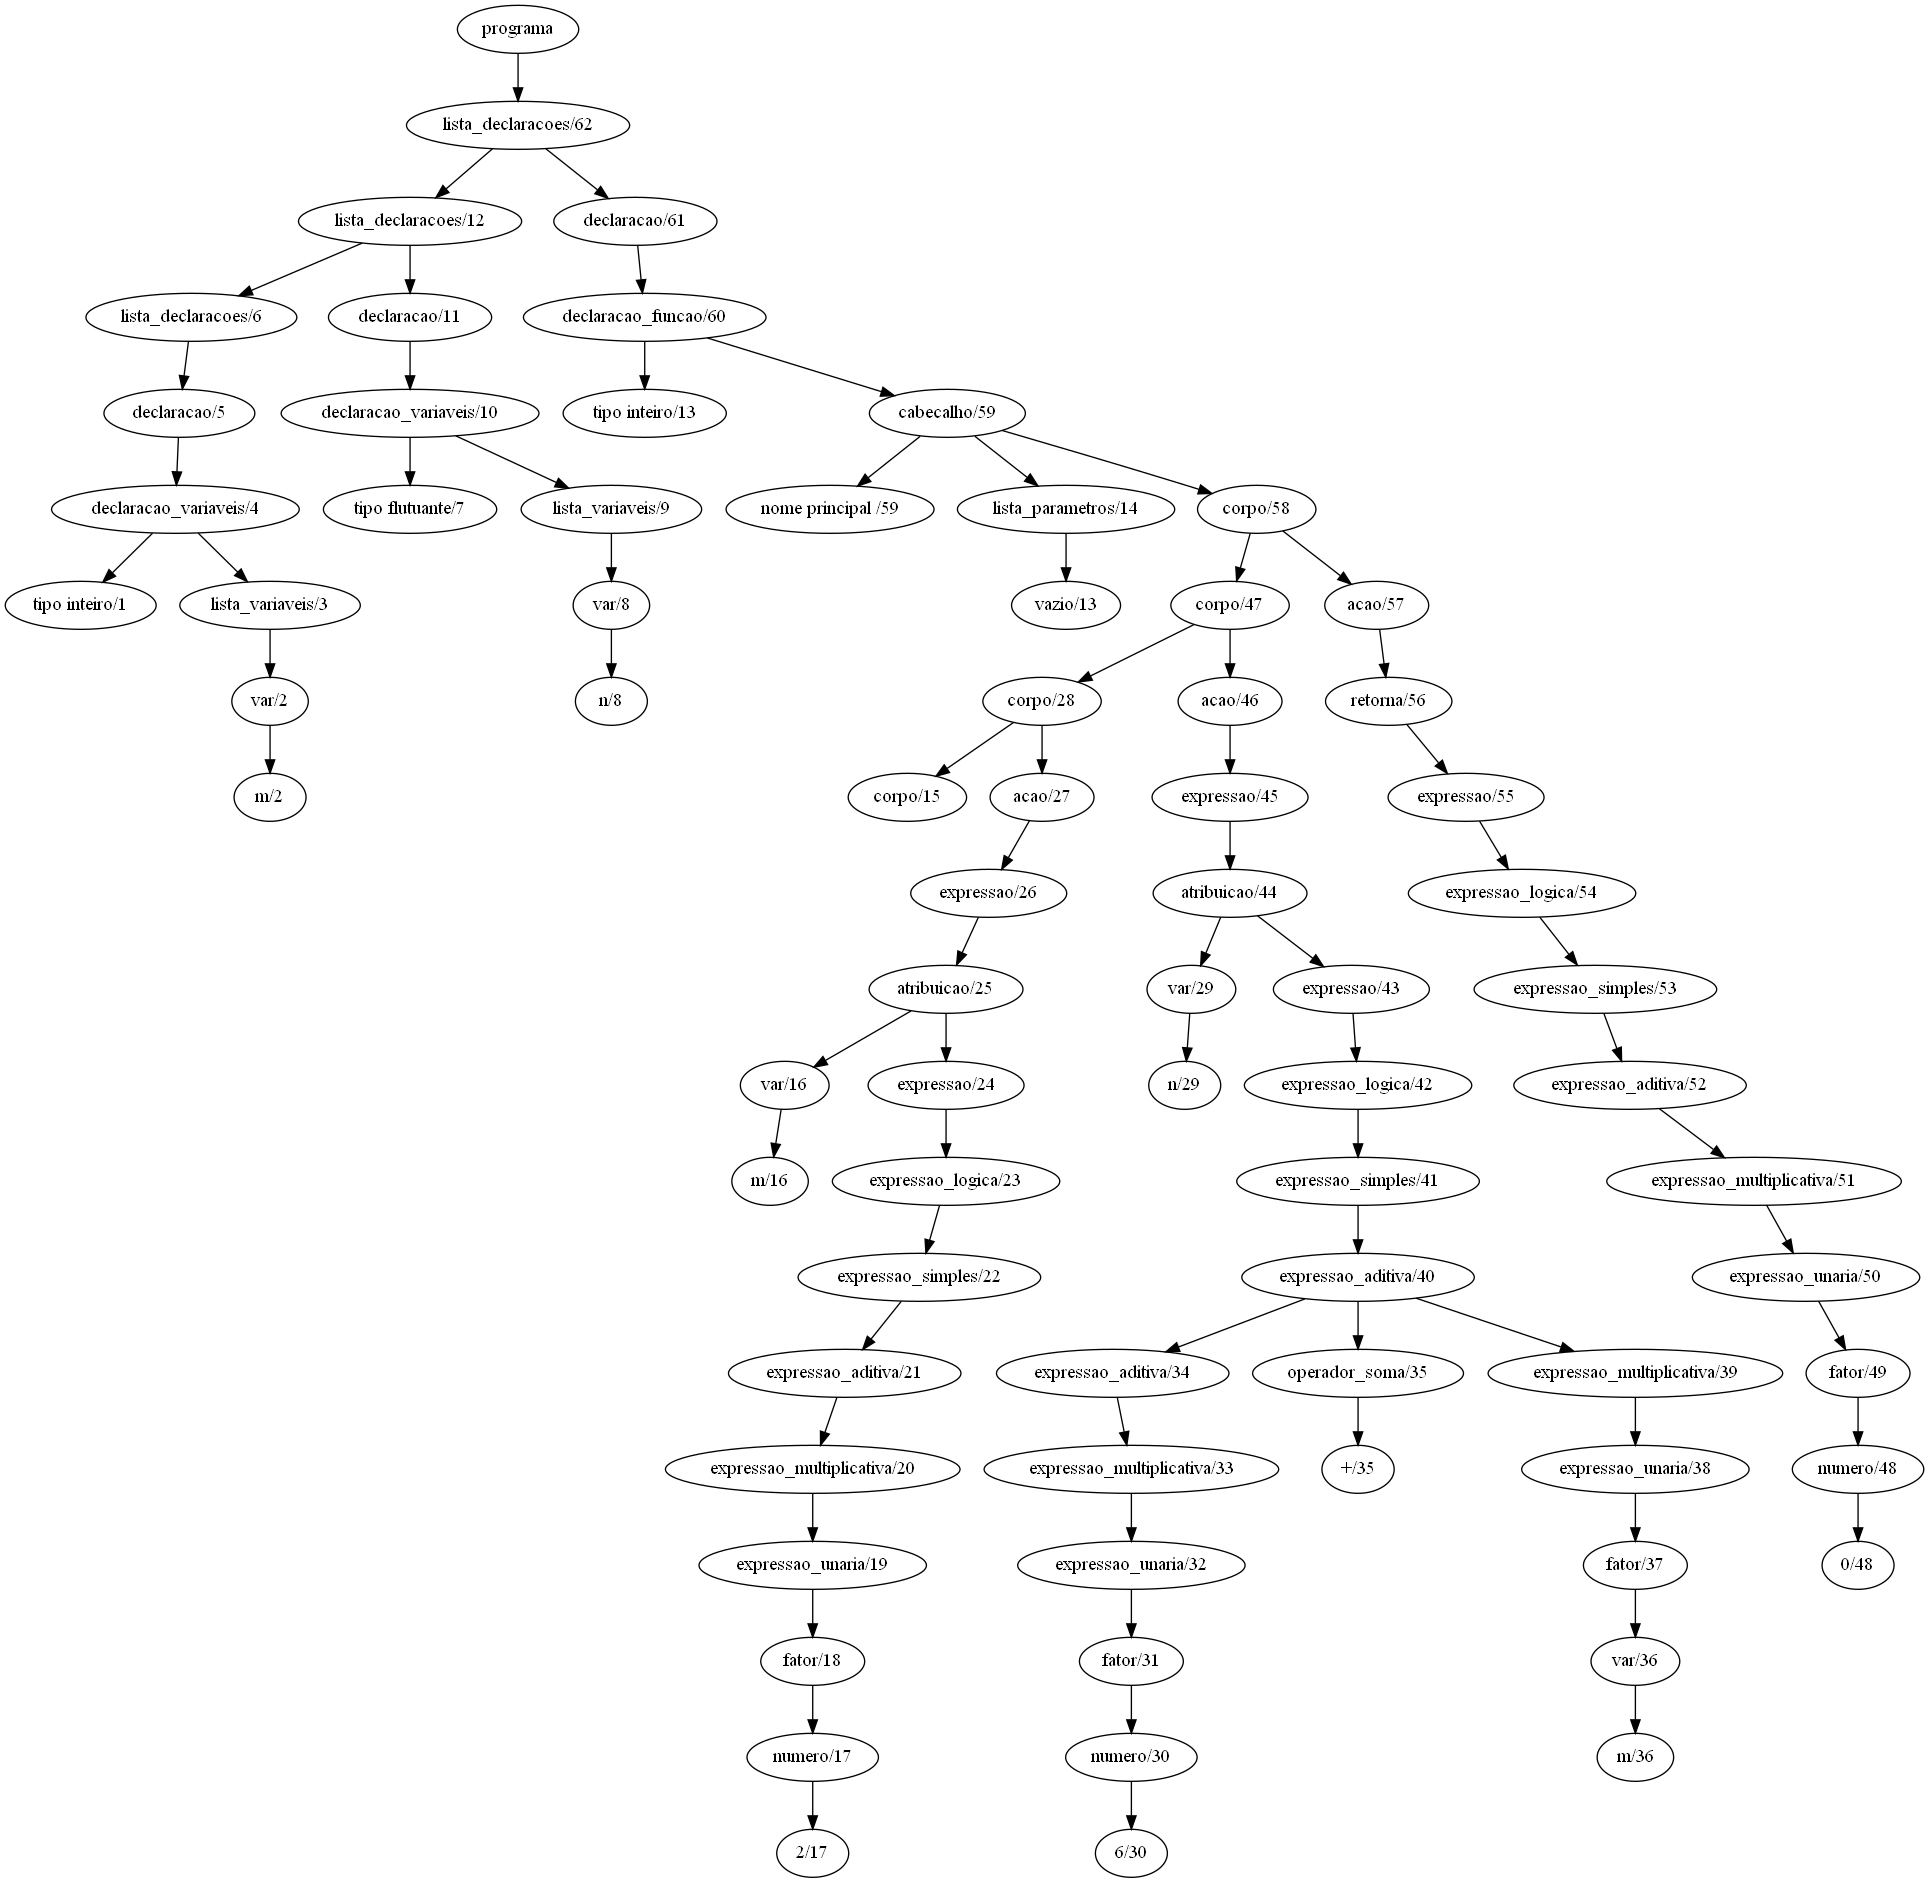 programa
lista_declaracoes/62
lista_declaracoes/12
declaracao/61
lista_declaracoes/6
declaracao/11
declaracao_funcao/60
declaracao/5
declaracao_variaveis/10
tipo inteiro/13
cabecalho/59
declaracao_variaveis/4
tipo flutuante/7
lista_variaveis/9
nome principal /59
lista_parametros/14
corpo/58
tipo inteiro/1
lista_variaveis/3
var/8
vazio/13
corpo/47
acao/57
var/2
n/8
corpo/28
acao/46
retorna/56
m/2
corpo/15
acao/27
expressao/45
expressao/55
expressao/26
atribuicao/44
expressao_logica/54
atribuicao/25
var/29
expressao/43
expressao_simples/53
var/16
expressao/24
n/29
expressao_logica/42
expressao_aditiva/52
m/16
expressao_logica/23
expressao_simples/41
expressao_multiplicativa/51
expressao_simples/22
expressao_aditiva/40
expressao_unaria/50
expressao_aditiva/21
expressao_aditiva/34
operador_soma/35
expressao_multiplicativa/39
fator/49
expressao_multiplicativa/20
expressao_multiplicativa/33
+/35
expressao_unaria/38
numero/48
expressao_unaria/19
expressao_unaria/32
fator/37
0/48
fator/18
fator/31
var/36
numero/17
numero/30
m/36
2/17
6/30